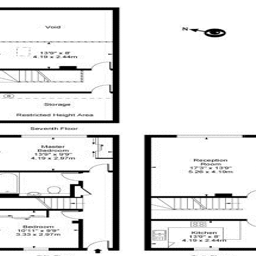 Void
N
13'9" x 8'
4.19 x 2.44m
Storage
Restricted Height Area
Seventh Floor
Master
Bedroom
13'9" x 9'9"
4.19 x 2.97m
Reception
Room
17'3" x 13'9"
5.26 x 4.19m
Bedroom
10'11" x 9'9"
3.33 x 2.97m
Kitchen
13'9" x 8'
4.19 x 2.44m